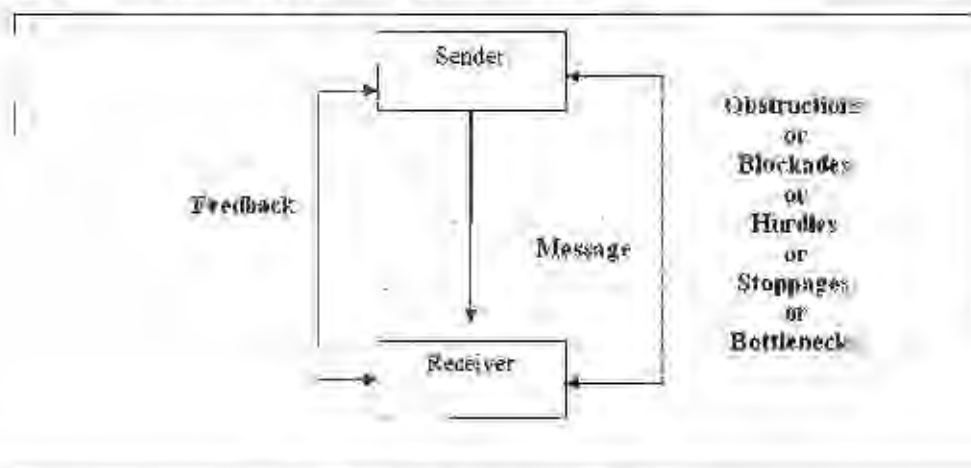 Sender
Obstructions
or
Blockades
or
Feedback
Hurdles
Message
or
Stoppages
or
Bottlenecks
Receiver